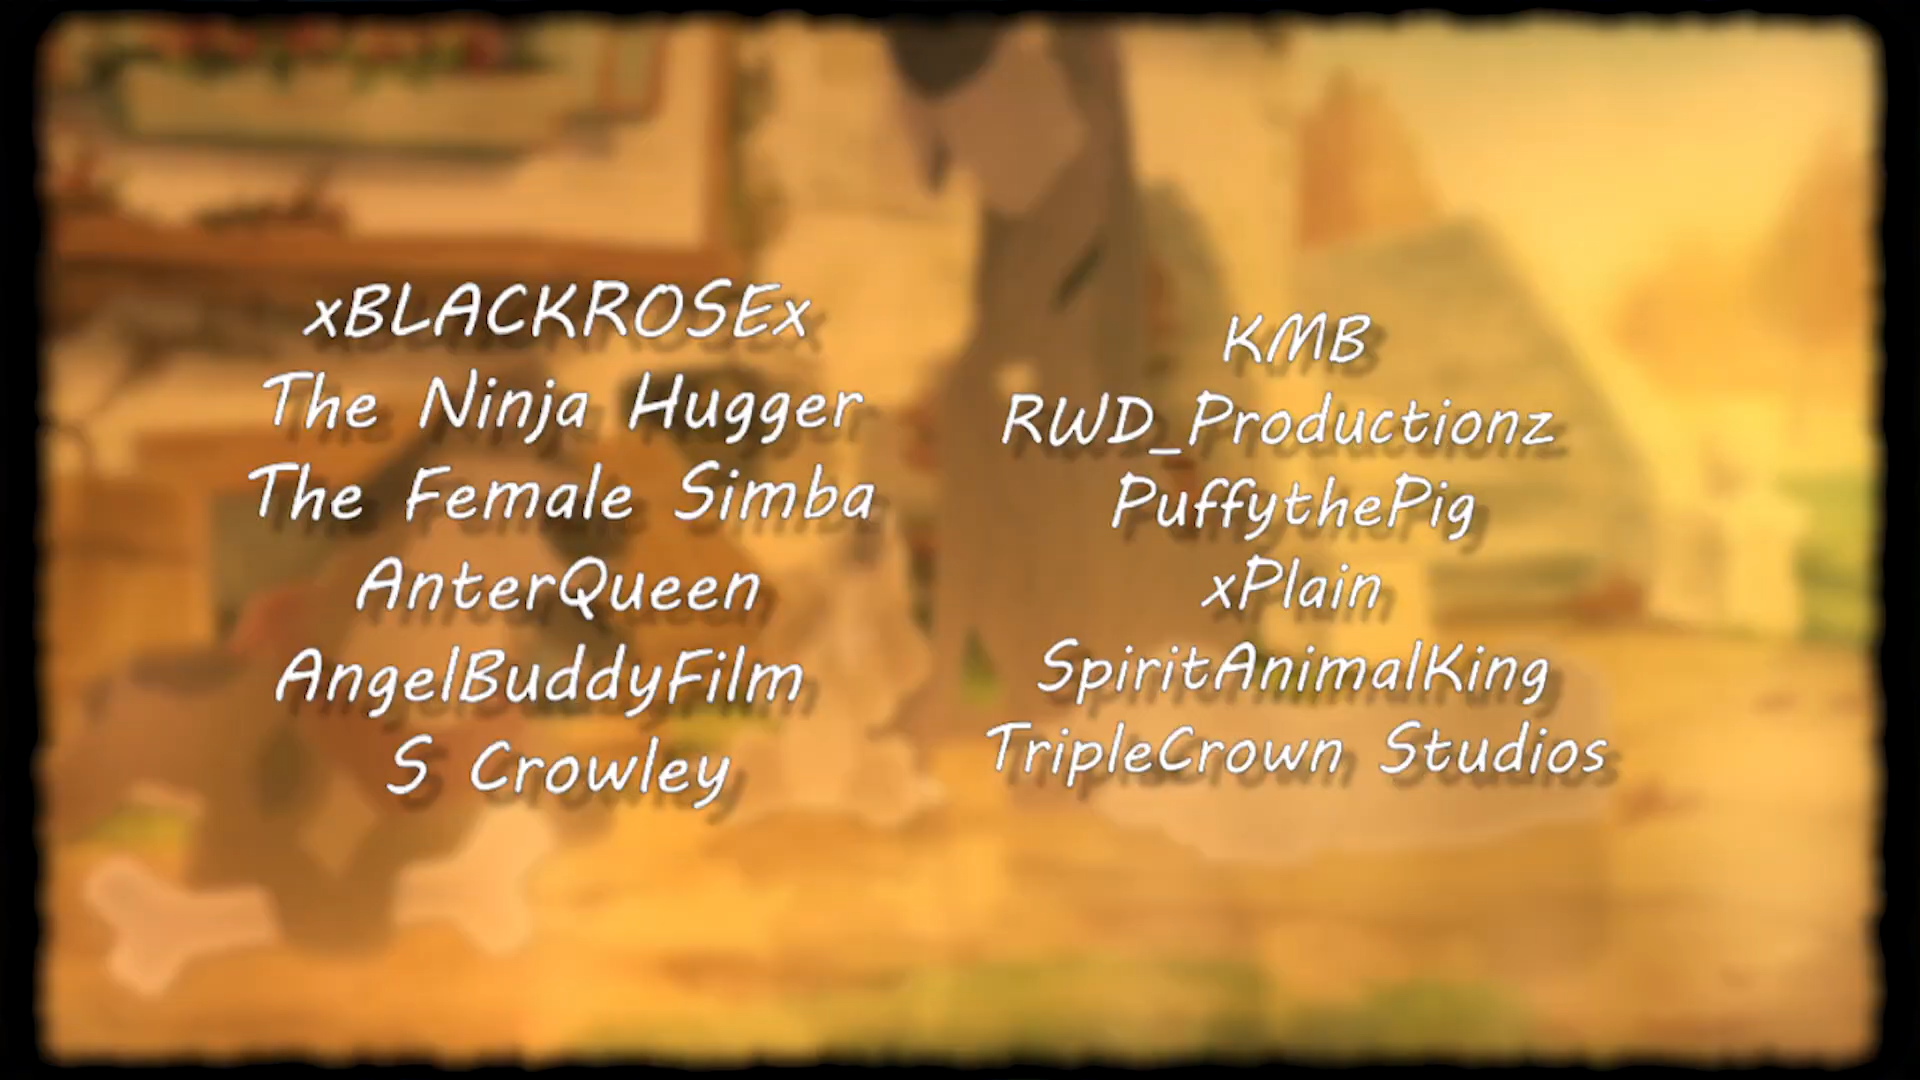 xBLACKROSEx
The Ninja Hugger
The Female Simba
AnterQueen
AngelBuddyFilm
S Crowley
KMB
RWD_Productionz
PuffythePig
xPlain
SpiritAnimalKing
TripleCrown Studios